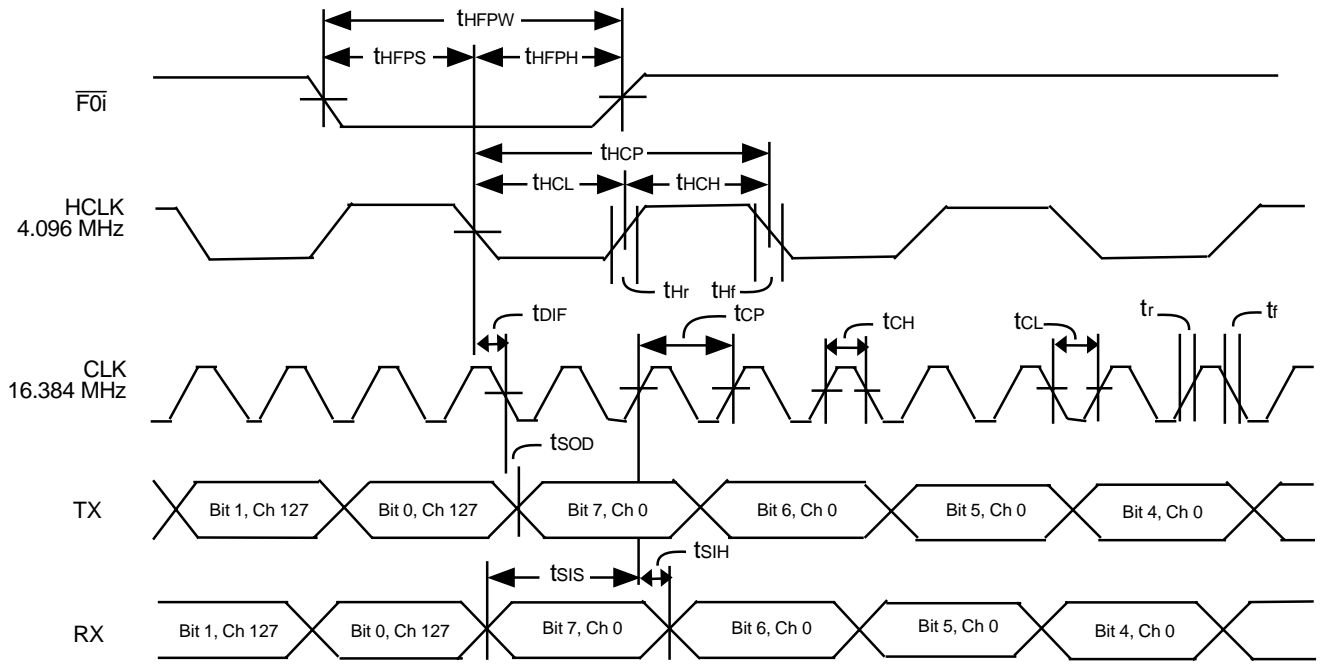 tHFPW
tHFPS tHFPH
F0i
tHCP
tHCL tHCH
HCLK
4.096 MHz
tHr tHf
tDIF tCP tCH tCL tr tf
CLK
16.384 MHz
tSOD
TX Bit 1, Ch 127 Bit 0, Ch 127 Bit 7, Ch 0 Bit 6, Ch 0 Bit 5, Ch 0 Bit 4, Ch 0
tSIH
tSIS
RX Bit 1, Ch 127 Bit 0, Ch 127 Bit 7, Ch 0 Bit 6, Ch 0 Bit 5, Ch 0 Bit 4, Ch 0